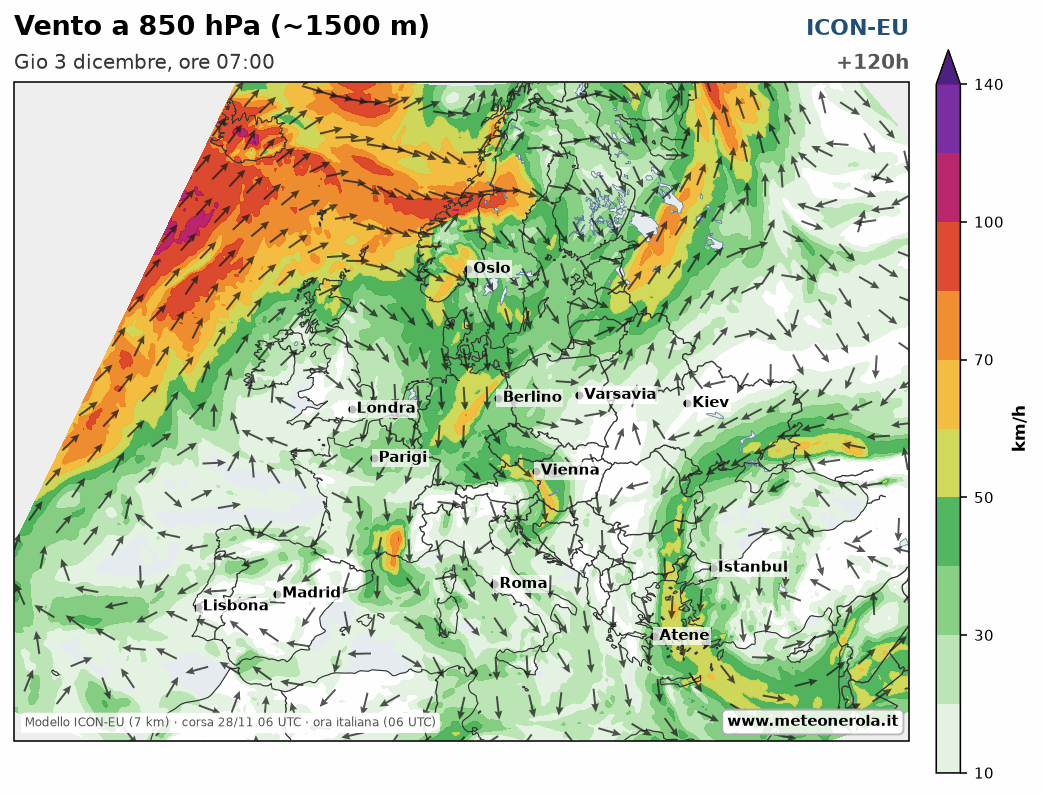 Vento a 850 hPa (~1500 m)
ICON-EU
Gio 3 dicembre, ore 07:00
+120h
140
100
70
50
30
10
km/h
Oslo
Berlino
Varsavia
Kiev
Londra
Parigi
Vienna
Istanbul
Roma
Madrid
Lisbona
Atene
Modello ICON-EU (7 km) · corsa 28/11 06 UTC · ora italiana (06 UTC)
www.meteonerola.it